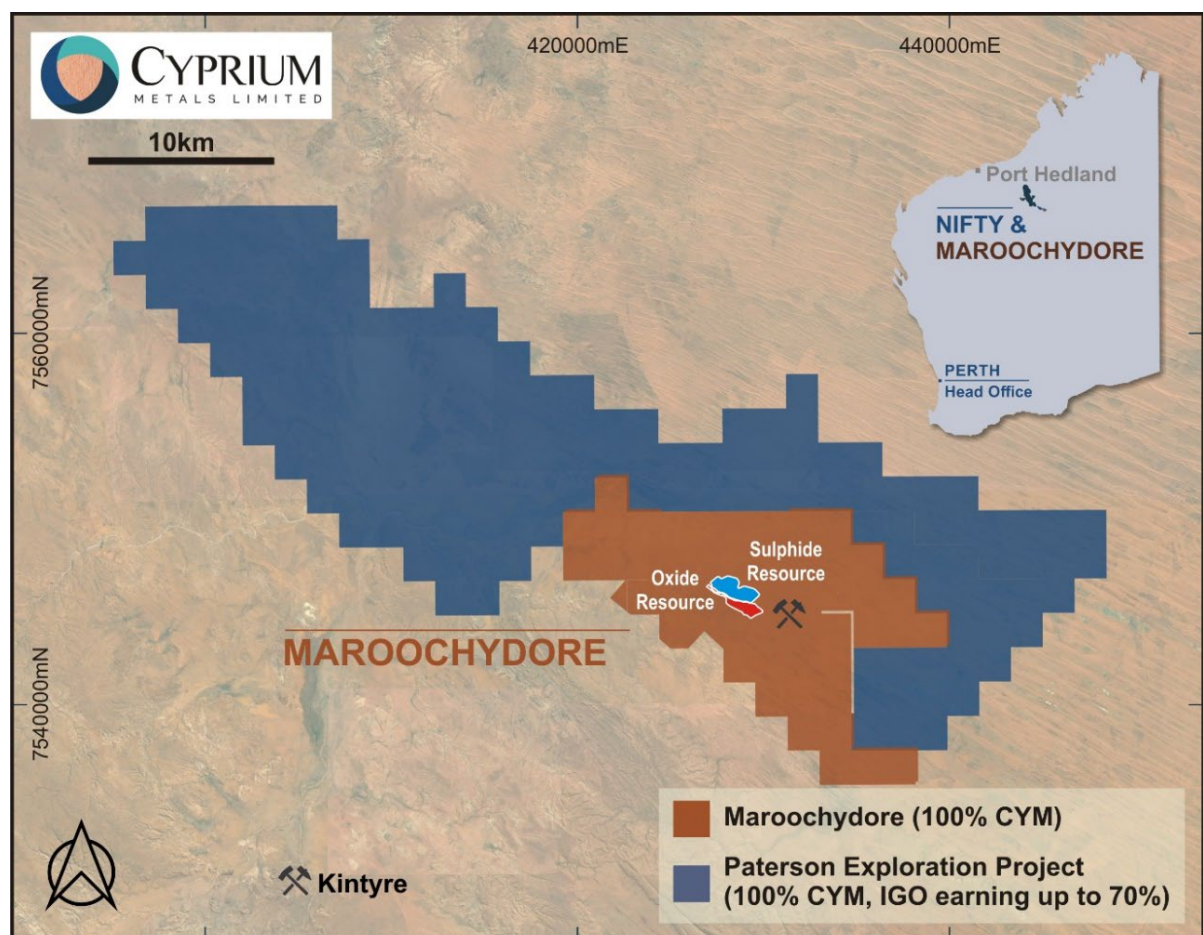 CYPRIUM
METALS LIMITED
10km
420000mE
440000mE
7560000mN
7540000mN
Port Hedland
NIFTY &
MAROOCHYDORE
PERTH
Head Office
Sulphide
Resource
Oxide
Resource
MAROOCHYDORE
Kintyre
Maroochydore (100% CYM)
Paterson Exploration Project
(100% CYM, IGO earning up to 70%)